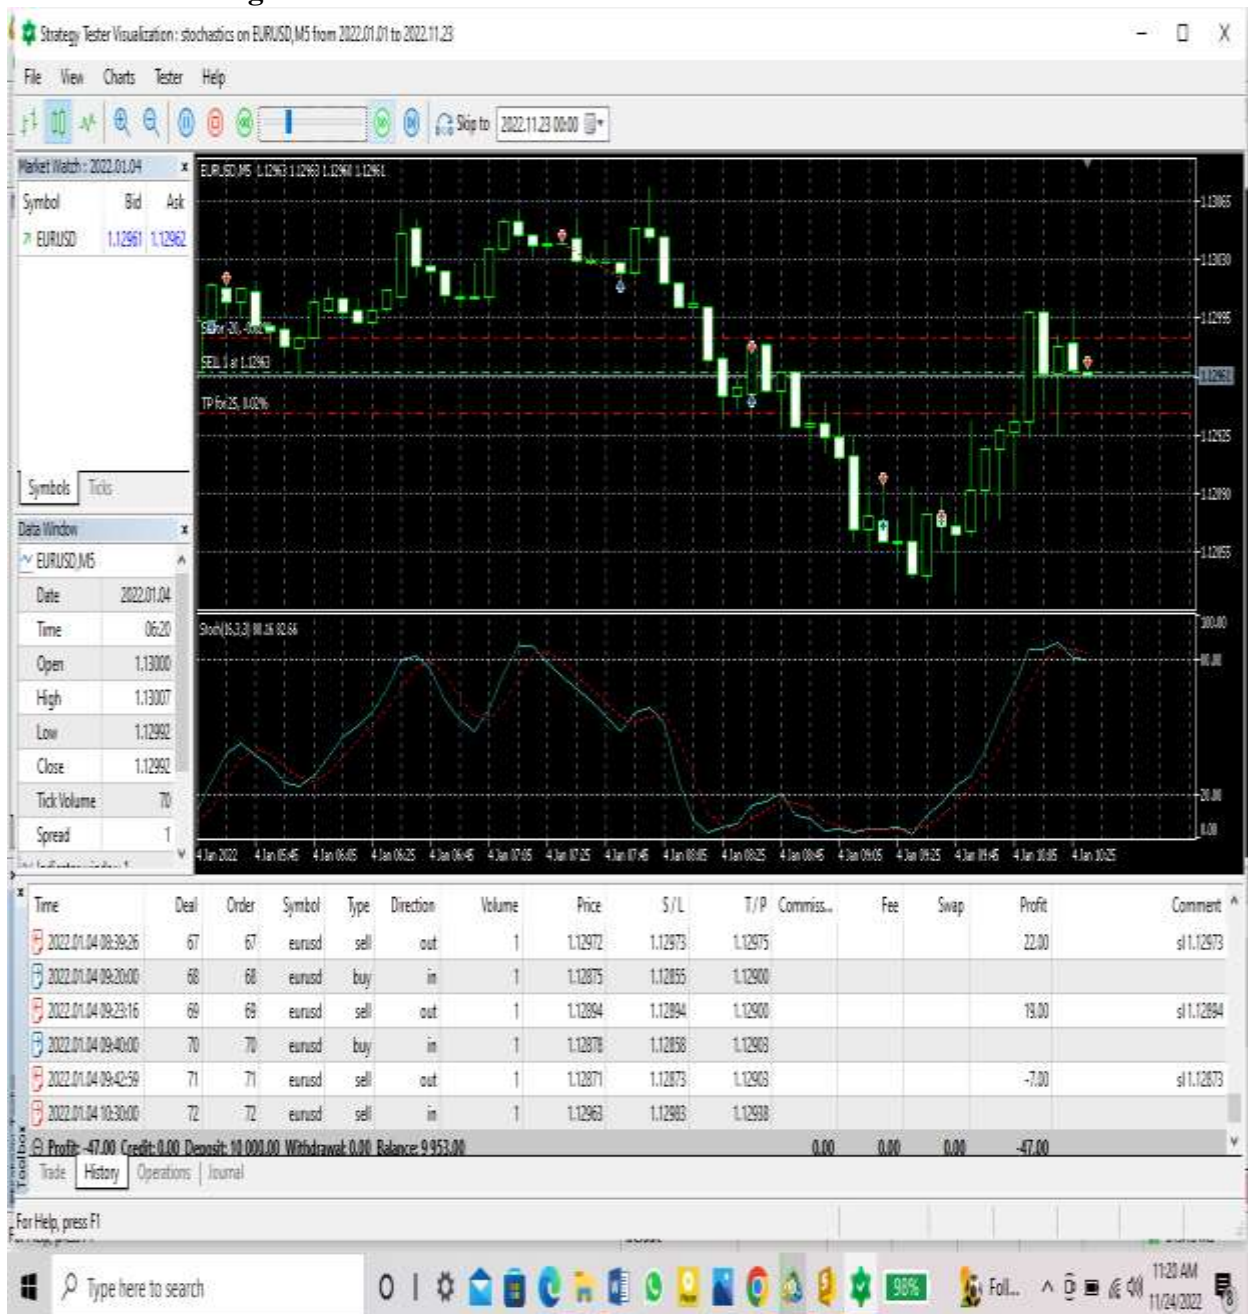 Strategy Tester Visualization : stochastics on EURUSD,M5 from 2022.01.01 to 2022.11.23
File View Charts Tester Help
Skip to 2022.11.23 00:00
Market Watch : 2022.01.04 x
Symbol Bid Ask
EURUSD 1.12961 1.12962
Symbols Ticks
EURUSD,M5 1.12963 1.12963 1.12960 1.12961
SELL 1 at 1.12963
TP for 25, 0.02%
1.13065
1.13030
1.12995
1.12961
1.12925
1.12890
1.12855
Data Window x
EURUSD,M5
Date 2022.01.04
Time 06:20
Open 1.13000
High 1.13007
Low 1.12992
Close 1.12992
Tick Volume 70
Spread 1
Stoch(16,3,3) 80.16 82.66
100.00
80.00
20.00
0.00
4 Jan 2022 4 Jan 05:45 4 Jan 06:05 4 Jan 06:25 4 Jan 06:45 4 Jan 07:05 4 Jan 07:25 4 Jan 07:45 4 Jan 08:05 4 Jan 08:25 4 Jan 08:45 4 Jan 09:05 4 Jan 09:25 4 Jan 09:45 4 Jan 10:05 4 Jan 10:25
Time Deal Order Symbol Type Direction Volume Price S / L T / P Commiss... Fee Swap Profit Comment
2022.01.04 08:39:26 67 67 eurusd sell out 1 1.12972 1.12973 1.12975 22.00 sl 1.12973
2022.01.04 09:20:00 68 68 eurusd buy in 1 1.12875 1.12855 1.12900
2022.01.04 09:23:16 69 69 eurusd sell out 1 1.12894 1.12894 1.12900 19.00 sl 1.12894
2022.01.04 09:40:00 70 70 eurusd buy in 1 1.12878 1.12858 1.12903
2022.01.04 09:42:59 71 71 eurusd sell out 1 1.12871 1.12873 1.12903 -7.00 sl 1.12873
2022.01.04 10:30:00 72 72 eurusd sell in 1 1.12963 1.12983 1.12938
Profit: -47.00 Credit: 0.00 Deposit: 10 000.00 Withdrawal: 0.00 Balance: 9 953.00 0.00 0.00 0.00 -47.00
Toolbox
Trade History Operations Journal
For Help, press F1
Type here to search
98%
Foll...
11:20 AM
11/24/2022
8